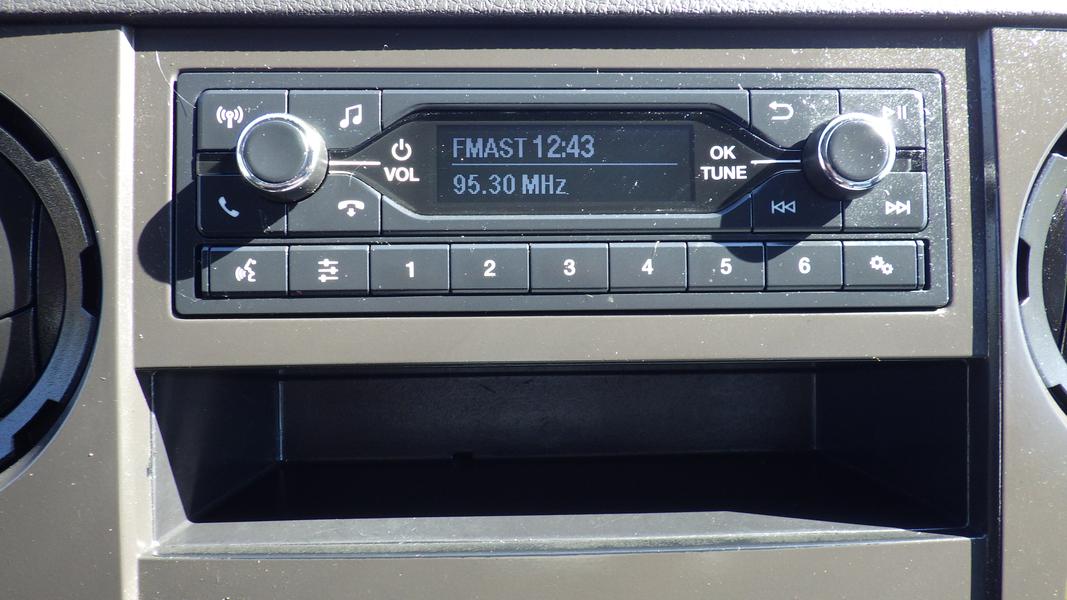 FMAST 12:43
95.30 MHz
VOL
OK
TUNE
1 2 3 4 5 6